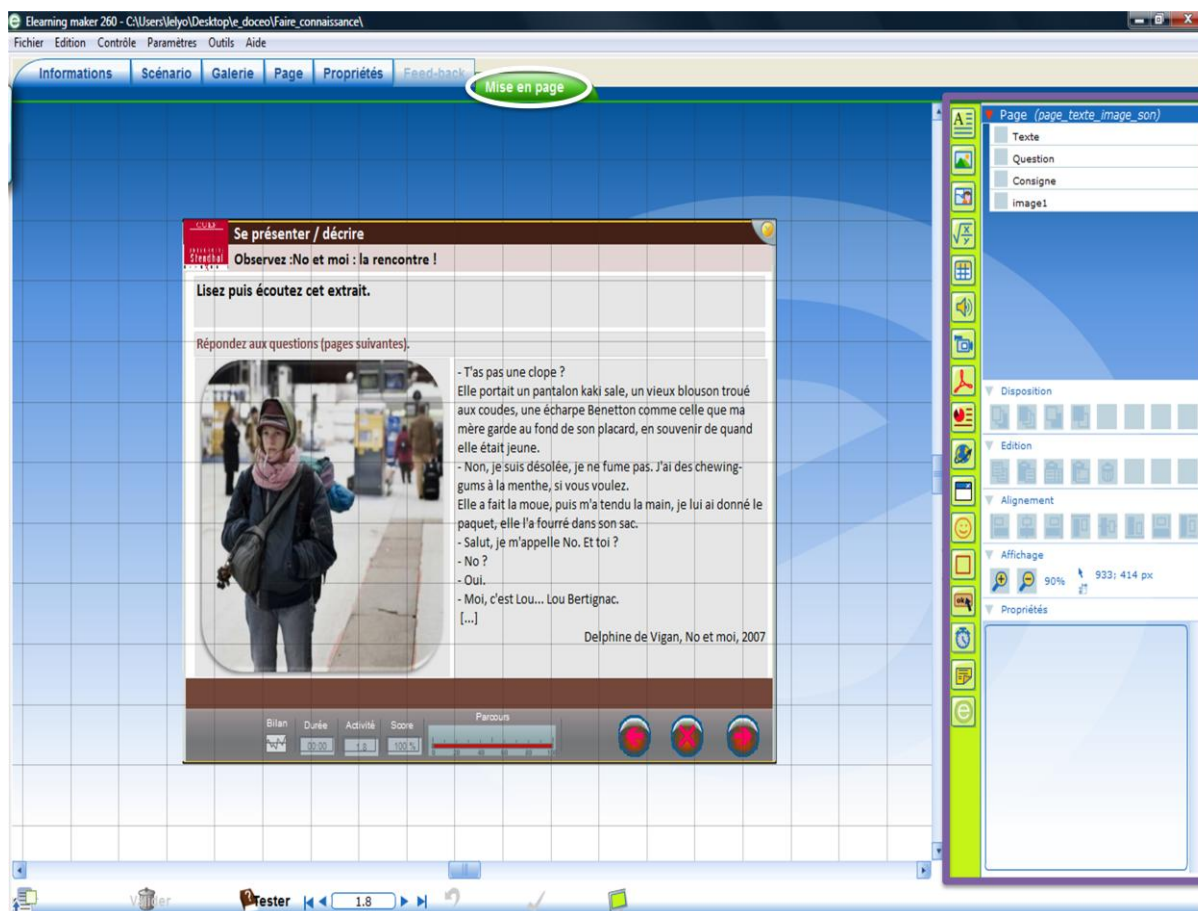 Elearning maker 260 - C:\Users\lelyo\Desktop\e_doceo\Faire_connaissance\
Fichier Edition Contrôle Paramètres Outils Aide
Informations Scénario Galerie Page Propriétés Feed-back Mise en page
Page (page_texte_image_son)
Texte
Question
Consigne
image1
Stendhal
Se présenter / décrire
Observez :No et moi : la rencontre !
Lisez puis écoutez cet extrait.
Répondez aux questions (pages suivantes).
- T'as pas une clope ?
Elle portait un pantalon kaki sale, un vieux blouson troué
aux coudes, une écharpe Benetton comme celle que ma
mère garde au fond de son placard, en souvenir de quand
elle était jeune.
- Non, je suis désolée, je ne fume pas. J'ai des chewing-
gums à la menthe, si vous voulez.
Elle a fait la moue, puis m'a tendu la main, je lui ai donné le
paquet, elle l'a fourré dans son sac.
- Salut, je m'appelle No. Et toi ?
- No ?
- Oui.
- Moi, c'est Lou... Lou Bertignac.
[...]
Delphine de Vigan, No et moi, 2007
Bilan Durée Activité Score Parcours
00:00 1.8 100 %
Disposition
Edition
Alignement
Affichage
90% 933; 414 px
Propriétés
Valider Tester 1.8